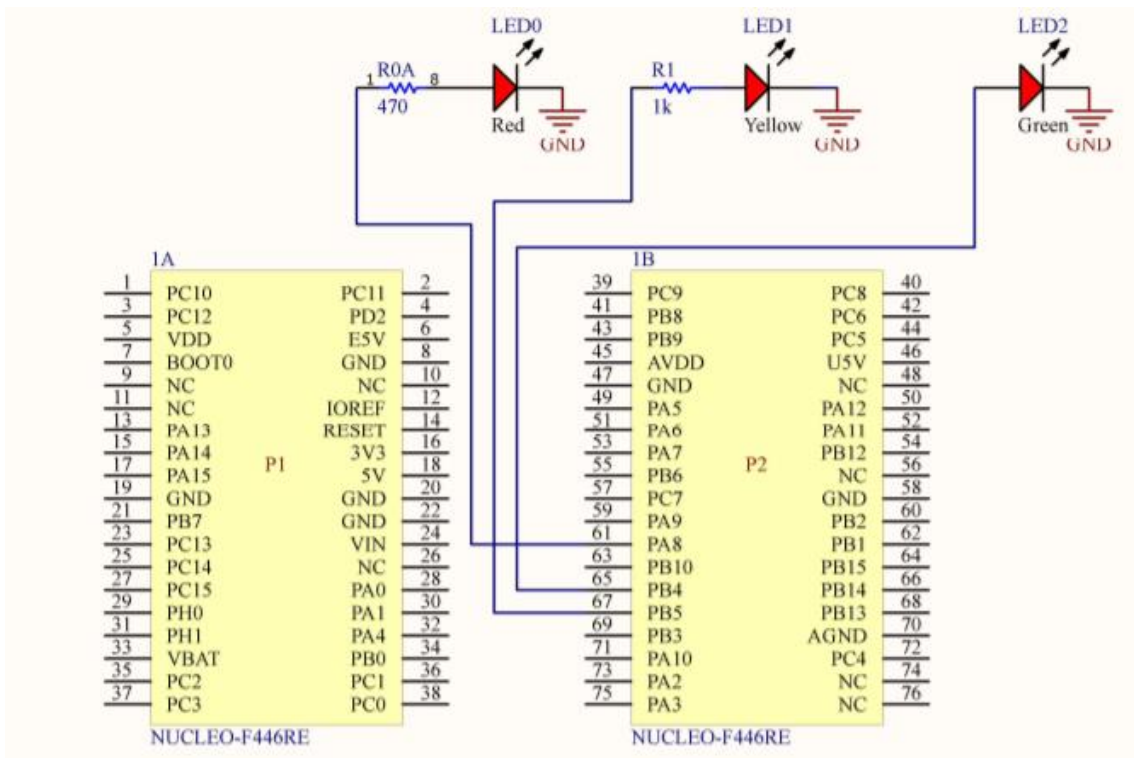 LED0
LED1
LED2
R0A
1
8
470
Red
GND
R1
1k
Yellow
GND
Green
GND
1A
1 PC10 PC11 2
3 PC12 PD2 4
5 VDD E5V 6
7 BOOT0 GND 8
9 NC NC 10
11 NC IOREF 12
13 PA13 RESET 14
15 PA14 3V3 16
17 PA15 5V 18
19 GND GND 20
21 PB7 GND 22
23 PC13 VIN 24
25 PC14 NC 26
27 PC15 PA0 28
29 PH0 PA1 30
31 PH1 PA4 32
33 VBAT PB0 34
35 PC2 PC1 36
37 PC3 PC0 38
P1
NUCLEO-F446RE
1B
39 PC9 PC8 40
41 PB8 PC6 42
43 PB9 PC5 44
45 AVDD U5V 46
47 GND NC 48
49 PA5 PA12 50
51 PA6 PA11 52
53 PA7 PB12 54
55 PB6 NC 56
57 PC7 GND 58
59 PA9 PB2 60
61 PA8 PB1 62
63 PB10 PB15 64
65 PB4 PB14 66
67 PB5 PB13 68
69 PB3 AGND 70
71 PA10 PC4 72
73 PA2 NC 74
75 PA3 NC 76
P2
NUCLEO-F446RE